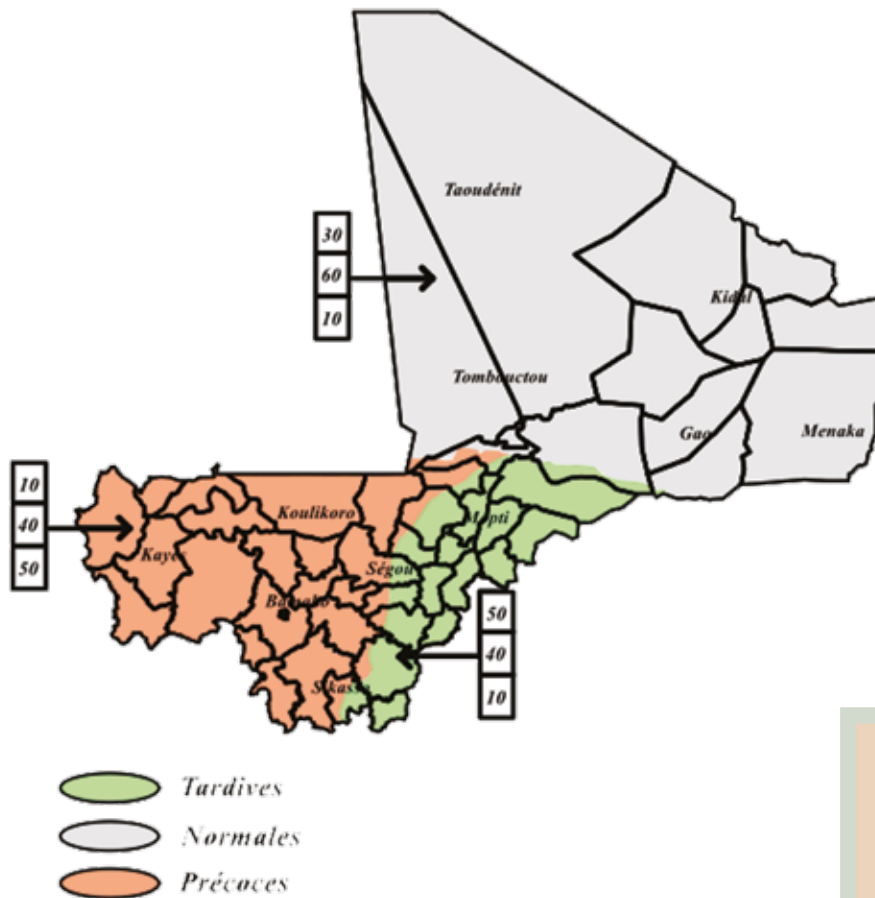 Taoudénit
30
60
10
Kidal
Tombouctou
Gao
Menaka
10
40
50
Koulikoro
Mopti
Kayes
Ségou
Bamako
50
40
10
Sikasso
Tardives
Normales
Précoces